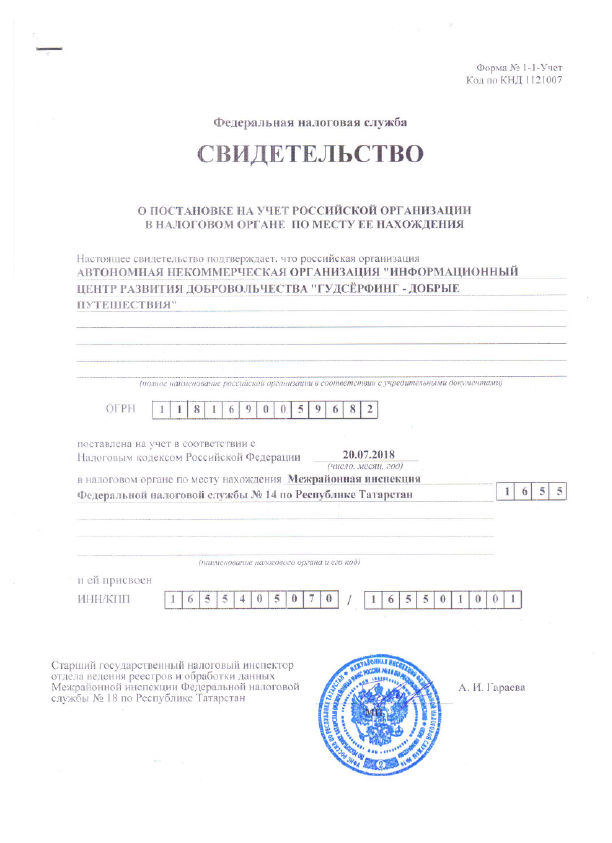 Форма № 1-1-Учет
Код по КНД 1121007
Федеральная налоговая служба
СВИДЕТЕЛЬСТВО
О ПОСТАНОВКЕ НА УЧЕТ РОССИЙСКОЙ ОРГАНИЗАЦИИ
В НАЛОГОВОМ ОРГАНЕ ПО МЕСТУ ЕЕ НАХОЖДЕНИЯ
Настоящее свидетельство подтверждает, что российская организация
АВТОНОМНАЯ НЕКОММЕРЧЕСКАЯ ОРГАНИЗАЦИЯ "ИНФОРМАЦИОННЫЙ
ЦЕНТР РАЗВИТИЯ ДОБРОВОЛЬЧЕСТВА "ГУДСЁРФИНГ - ДОБРЫЕ
ПУТЕШЕСТВИЯ"
(полное наименование российской организации в соответствии с учредительными документами)
ОГРН 1 1 8 1 6 9 0 0 5 9 6 8 2
поставлена на учет в соответствии с
Налоговым кодексом Российской Федерации 20.07.2018
(число, месяц, год)
в налоговом органе по месту нахождения Межрайонная инспекция
Федеральной налоговой службы № 14 по Республике Татарстан 1 6 5 5
(наименование налогового органа и его код)
и ей присвоен
ИНН/КПП 1 6 5 5 4 0 5 0 7 0 / 1 6 5 5 0 1 0 0 1
Старший государственный налоговый инспектор
отдела ведения реестров и обработки данных
Межрайонной инспекции Федеральной налоговой
службы № 18 по Республике Татарстан
А. И. Гараева
МП